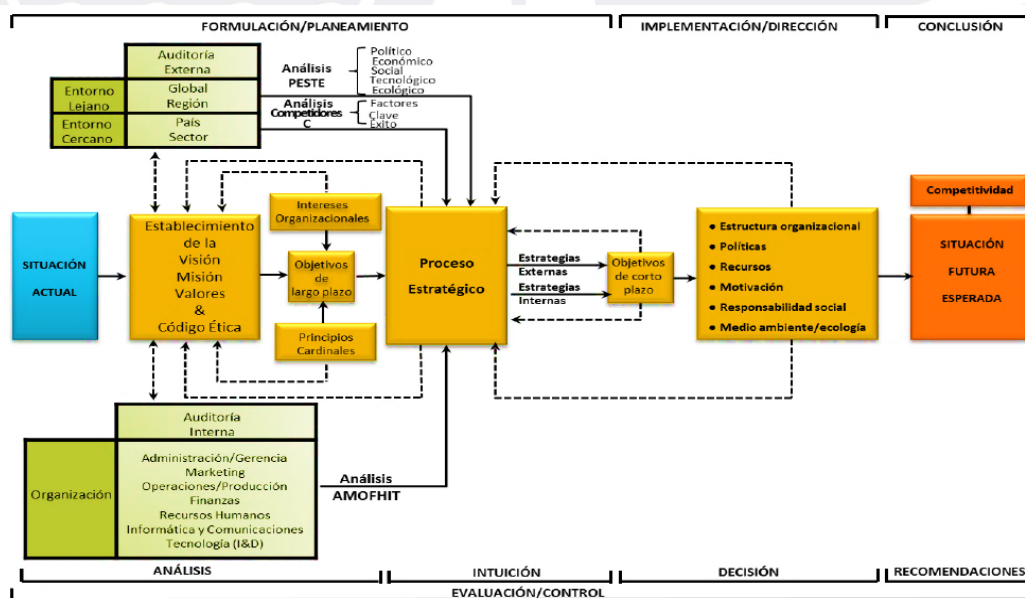 FORMULACIÓN/PLANEAMIENTO
IMPLEMENTACIÓN/DIRECCIÓN
CONCLUSIÓN
Auditoría
Externa
Entorno
Lejano
Global
Región
Entorno
Cercano
País
Sector
Análisis
PESTE
Político
Económico
Social
Tecnológico
Ecológico
Análisis
Competidores
C
Factores
Clave
Exito
SITUACIÓN
ACTUAL
Establecimiento
de la
Visión
Misión
Valores
&
Código Ética
Intereses
Organizacionales
Objetivos
de
largo plazo
Principios
Cardinales
Proceso
Estratégico
Estrategias
Externas
Estrategias
Internas
Objetivos
de corto
plazo
• Estructura organizacional
• Políticas
• Recursos
• Motivación
• Responsabilidad social
• Medio ambiente/ecología
Competitividad
SITUACIÓN
FUTURA
ESPERADA
Auditoría
Interna
Organización
Administración/Gerencia
Marketing
Operaciones/Producción
Finanzas
Recursos Humanos
Informática y Comunicaciones
Tecnología (I&D)
Análisis
AMOFHIT
ANÁLISIS
INTUICIÓN
DECISIÓN
RECOMENDACIONES
EVALUACIÓN/CONTROL